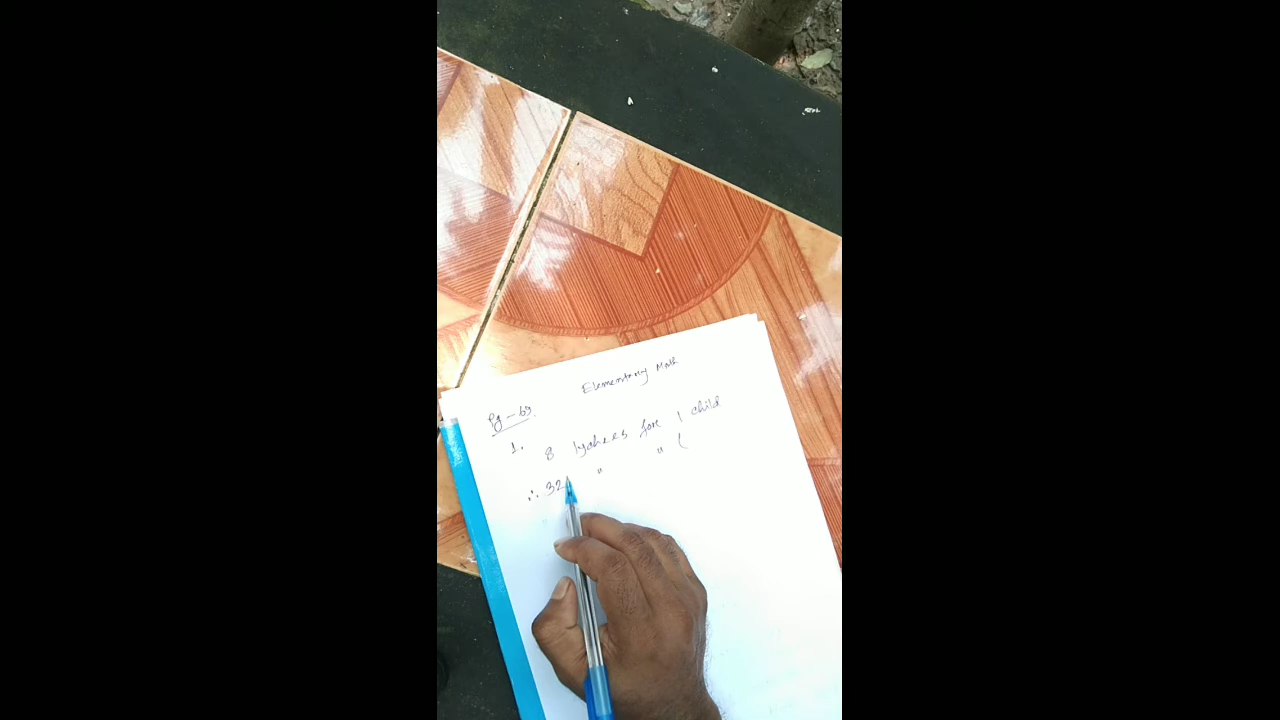 Elementary Math
Pg - 69
1. 8 lychees for 1 child
∴ 32 " " (